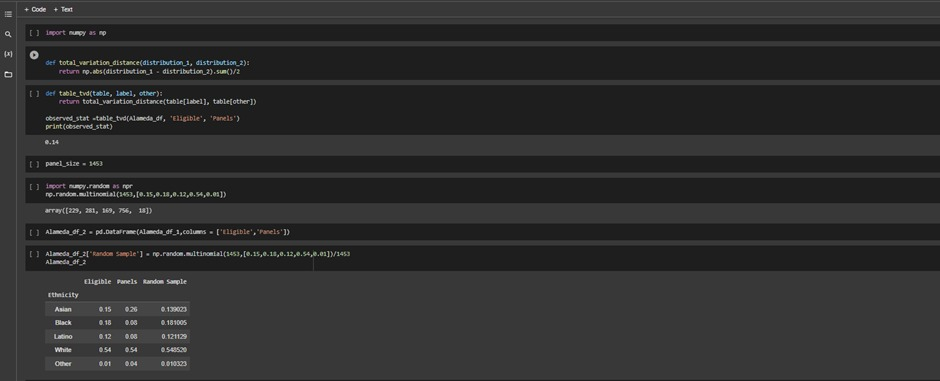 + Code + Text
[ ] import numpy as np
{x}
def total_variation_distance(distribution_1, distribution_2):
return np.abs(distribution_1 - distribution_2).sum()/2
[ ] def table_tvd(table, label, other):
return total_variation_distance(table[label], table[other])
observed_stat =table_tvd(Alameda_df, 'Eligible', 'Panels')
print(observed_stat)
0.14
[ ] panel_size = 1453
[ ] import numpy.random as npr
np.random.multinomial(1453,[0.15,0.18,0.12,0.54,0.01])
array([229, 281, 169, 756, 18])
[ ] Alameda_df_2 = pd.DataFrame(Alameda_df_1,columns = ['Eligible','Panels'])
[ ] Alameda_df_2['Random Sample'] = np.random.multinomial(1453,[0.15,0.18,0.12,0.54,0.01])/1453
Alameda_df_2
Eligible Panels Random Sample
Ethnicity
Asian 0.15 0.26 0.139023
Black 0.18 0.08 0.181005
Latino 0.12 0.08 0.121129
White 0.54 0.54 0.548520
Other 0.01 0.04 0.010323